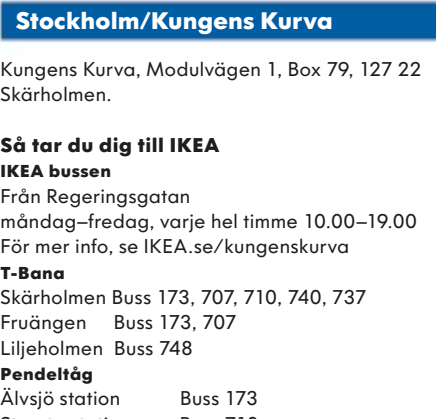 Stockholm/Kungens Kurva
Kungens Kurva, Modulvägen 1, Box 79, 127 22
Skärholmen.
Så tar du dig till IKEA
IKEA bussen
Från Regeringsgatan
måndag–fredag, varje hel timme 10.00–19.00
För mer info, se IKEA.se/kungenskurva
T-Bana
Skärholmen Buss 173, 707, 710, 740, 737
Fruängen Buss 173, 707
Liljeholmen Buss 748
Pendeltåg
Älvsjö station Buss 173